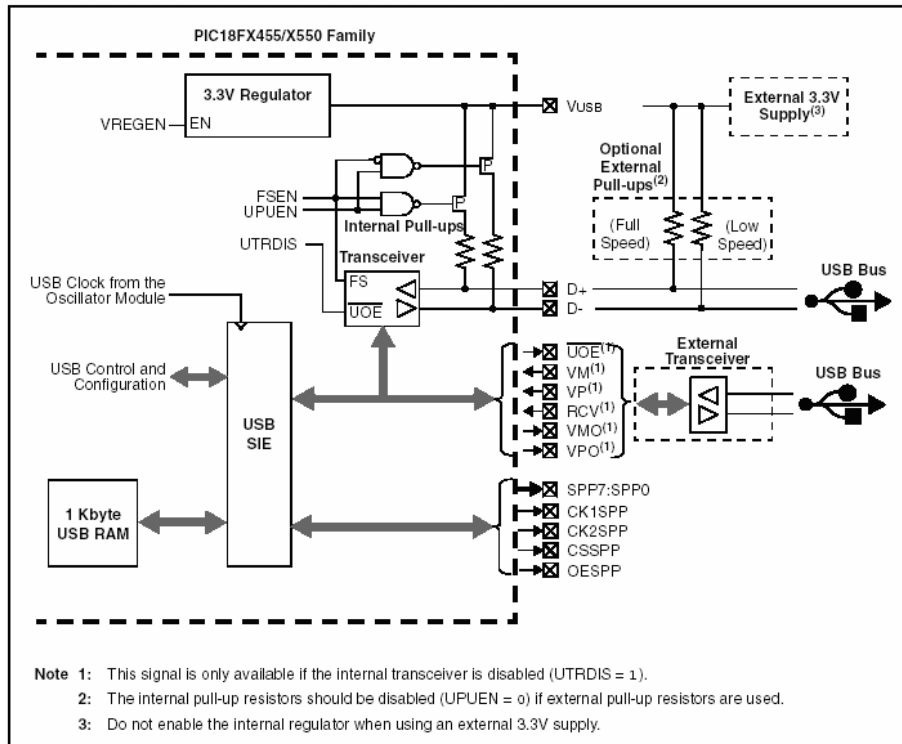 PIC18FX455/X550 Family
3.3V Regulator
VREGEN
EN
VUSB
External 3.3V
Supply(3)
Optional
External
Pull-ups(2)
P
P
FSEN
UPUEN
Internal Pull-ups
(Full
Speed)
(Low
Speed)
UTRDIS
Transceiver
FS
UOE
D+
D-
USB Bus
USB Clock from the
Oscillator Module
USB Control and
Configuration
USB
SIE
UOE(1)
VM(1)
VP(1)
RCV(1)
VMO(1)
VPO(1)
External
Transceiver
USB Bus
1 Kbyte
USB RAM
SPP7:SPP0
CK1SPP
CK2SPP
CSSPP
OESPP
Note 1: This signal is only available if the internal transceiver is disabled (UTRDIS = 1).
2: The internal pull-up resistors should be disabled (UPUEN = 0) if external pull-up resistors are used.
3: Do not enable the internal regulator when using an external 3.3V supply.